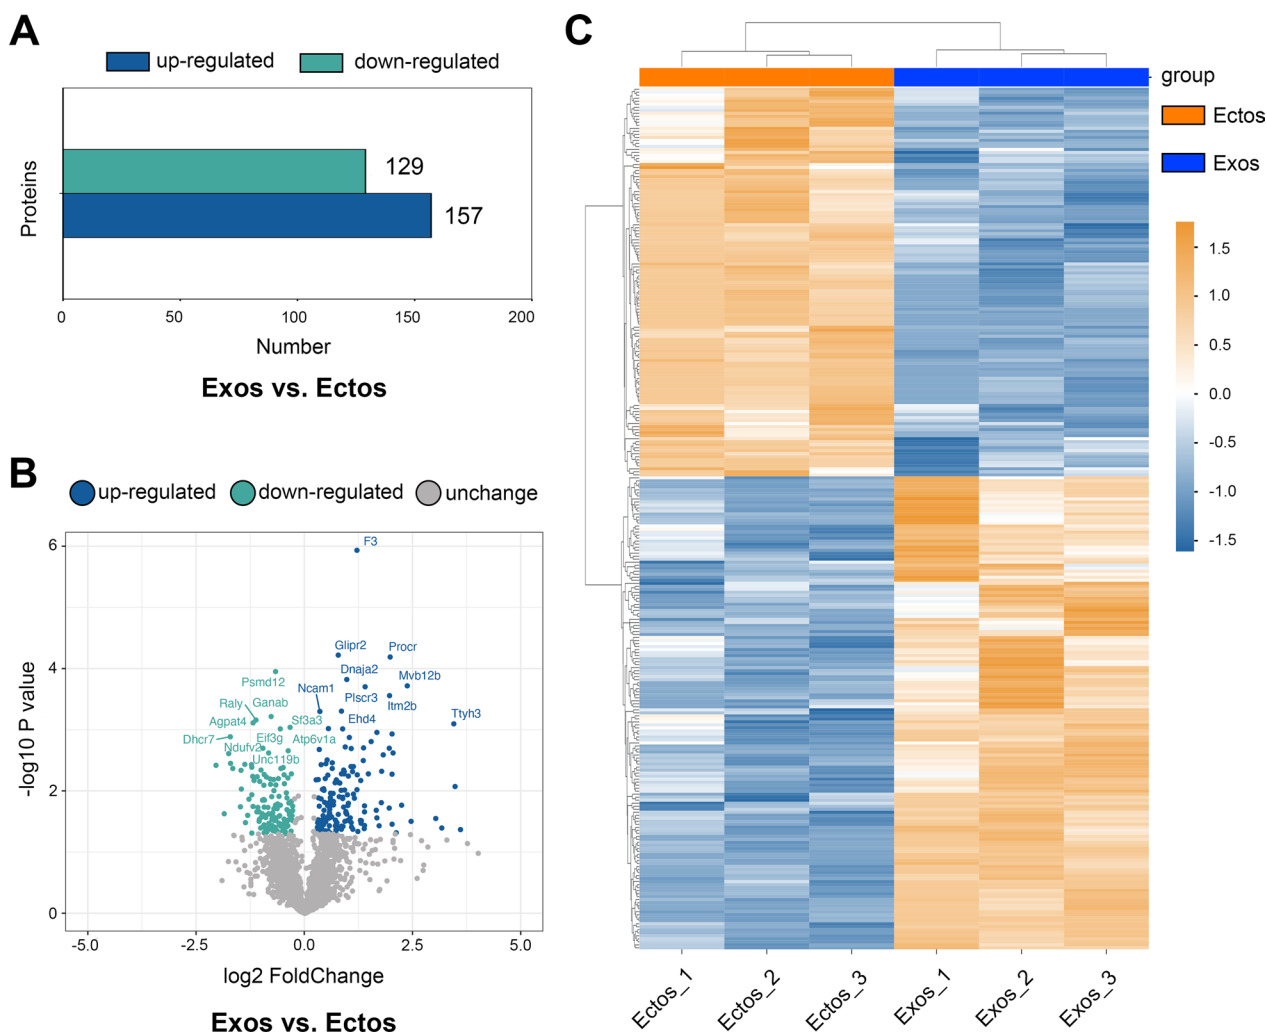 A
up-regulated
down-regulated
Proteins
129
157
0
50
100
150
200
Number
Exos vs. Ectos
B
up-regulated
down-regulated
unchange
-log10 P value
6
4
2
0
F3
Glipr2
Procr
Dnaja2
Mvb12b
Psmd12
Ncam1
Plscr3
Itm2b
Raly
Ganab
Ttyh3
Agpat4
Sf3a3
Ehd4
Dhcr7
Eif3g
Atp6v1a
Ndufv2
Unc119b
-5.0
-2.5
0.0
2.5
5.0
log2 FoldChange
Exos vs. Ectos
C
group
Ectos
Exos
1.5
1.0
0.5
0.0
-0.5
-1.0
-1.5
Ectos_1
Ectos_2
Ectos_3
Exos_1
Exos_2
Exos_3